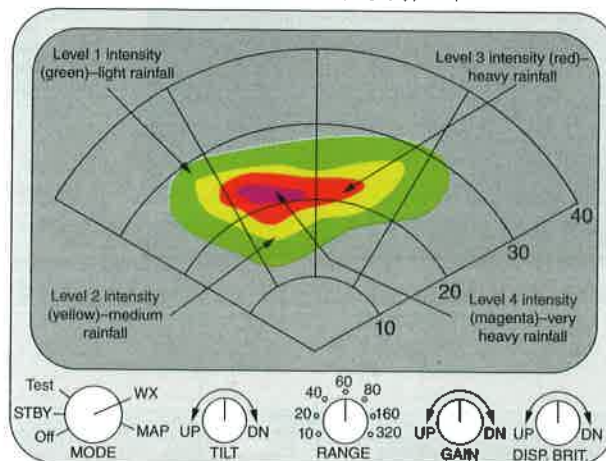 Level 1 intensity
(green)–light rainfall
Level 3 intensity (red)–
heavy rainfall
40
30
20
10
Level 2 intensity
(yellow)–medium
rainfall
Level 4 intensity
(magenta)–very
heavy rainfall
Test
WX
STBY
Off
MAP
MODE
UP
DN
TILT
60
40
80
20
160
10
320
RANGE
UP
DN
GAIN
UP
DN
DISP. BRIT.